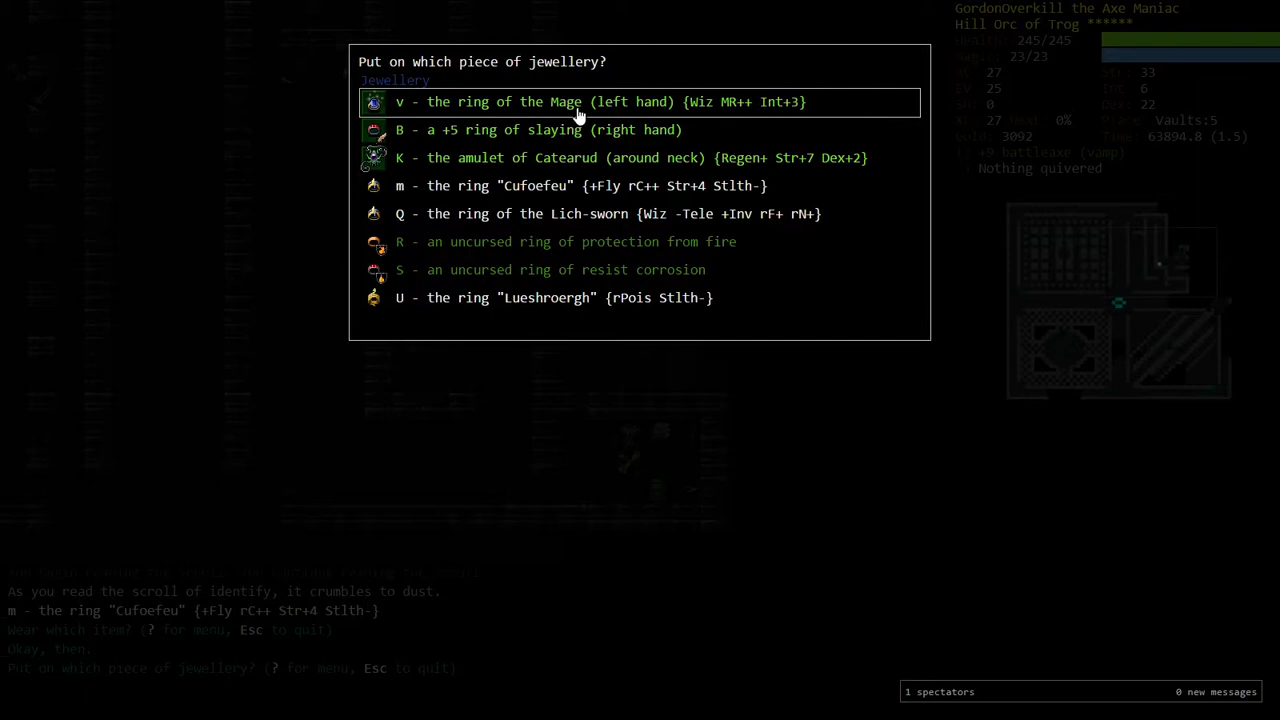 GordonOverkill the Axe Maniac
Hill Orc of Trog ******
Health: 245/245
Magic: 23/23
AC: 27 Str: 33
EV: 25 Int: 6
SH: 0 Dex: 22
XL: 27 Next: 0% Place: Vaults:5
Gold: 3092 Time: 63894.8 (1.5)
+9 battleaxe (vamp)
Nothing quivered
Put on which piece of jewellery?
Jewellery
v - the ring of the Mage (left hand) {Wiz MR++ Int+3}
B - a +5 ring of slaying (right hand)
K - the amulet of Catearud (around neck) {Regen+ Str+7 Dex+2}
m - the ring "Cufoefeu" {+Fly rC++ Str+4 Stlth-}
Q - the ring of the Lich-sworn {Wiz -Tele +Inv rF+ rN+}
R - an uncursed ring of protection from fire
S - an uncursed ring of resist corrosion
U - the ring "Lueshroergh" {rPois Stlth-}
As you read the scroll of identify, it crumbles to dust.
m - the ring "Cufoefeu" {+Fly rC++ Str+4 Stlth-}
Wear which item? (? for menu, Esc to quit)
Okay, then.
Put on which piece of jewellery? (? for menu, Esc to quit)
1 spectators 0 new messages